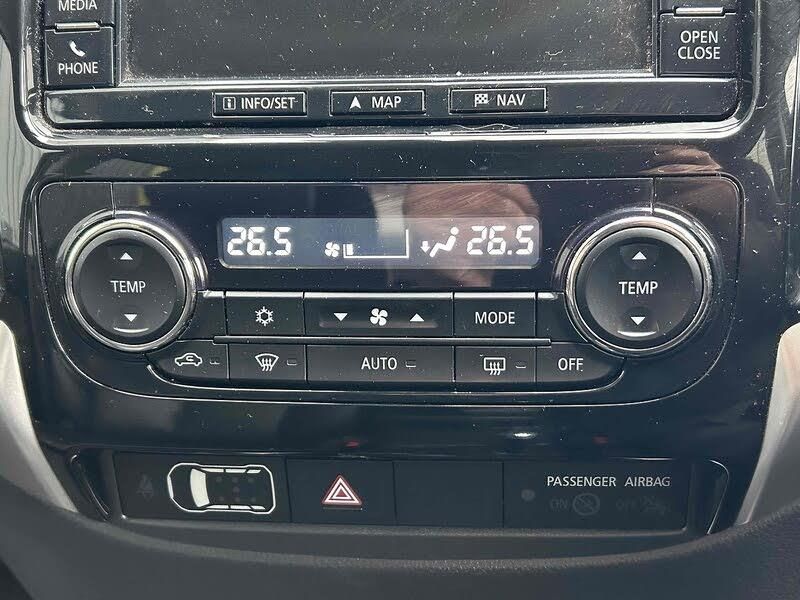 MEDIA
PHONE
OPEN
CLOSE
INFO/SET
MAP
NAV
26.5
26.5
TEMP
TEMP
MODE
AUTO
OFF
PASSENGER AIRBAG
ON
OFF